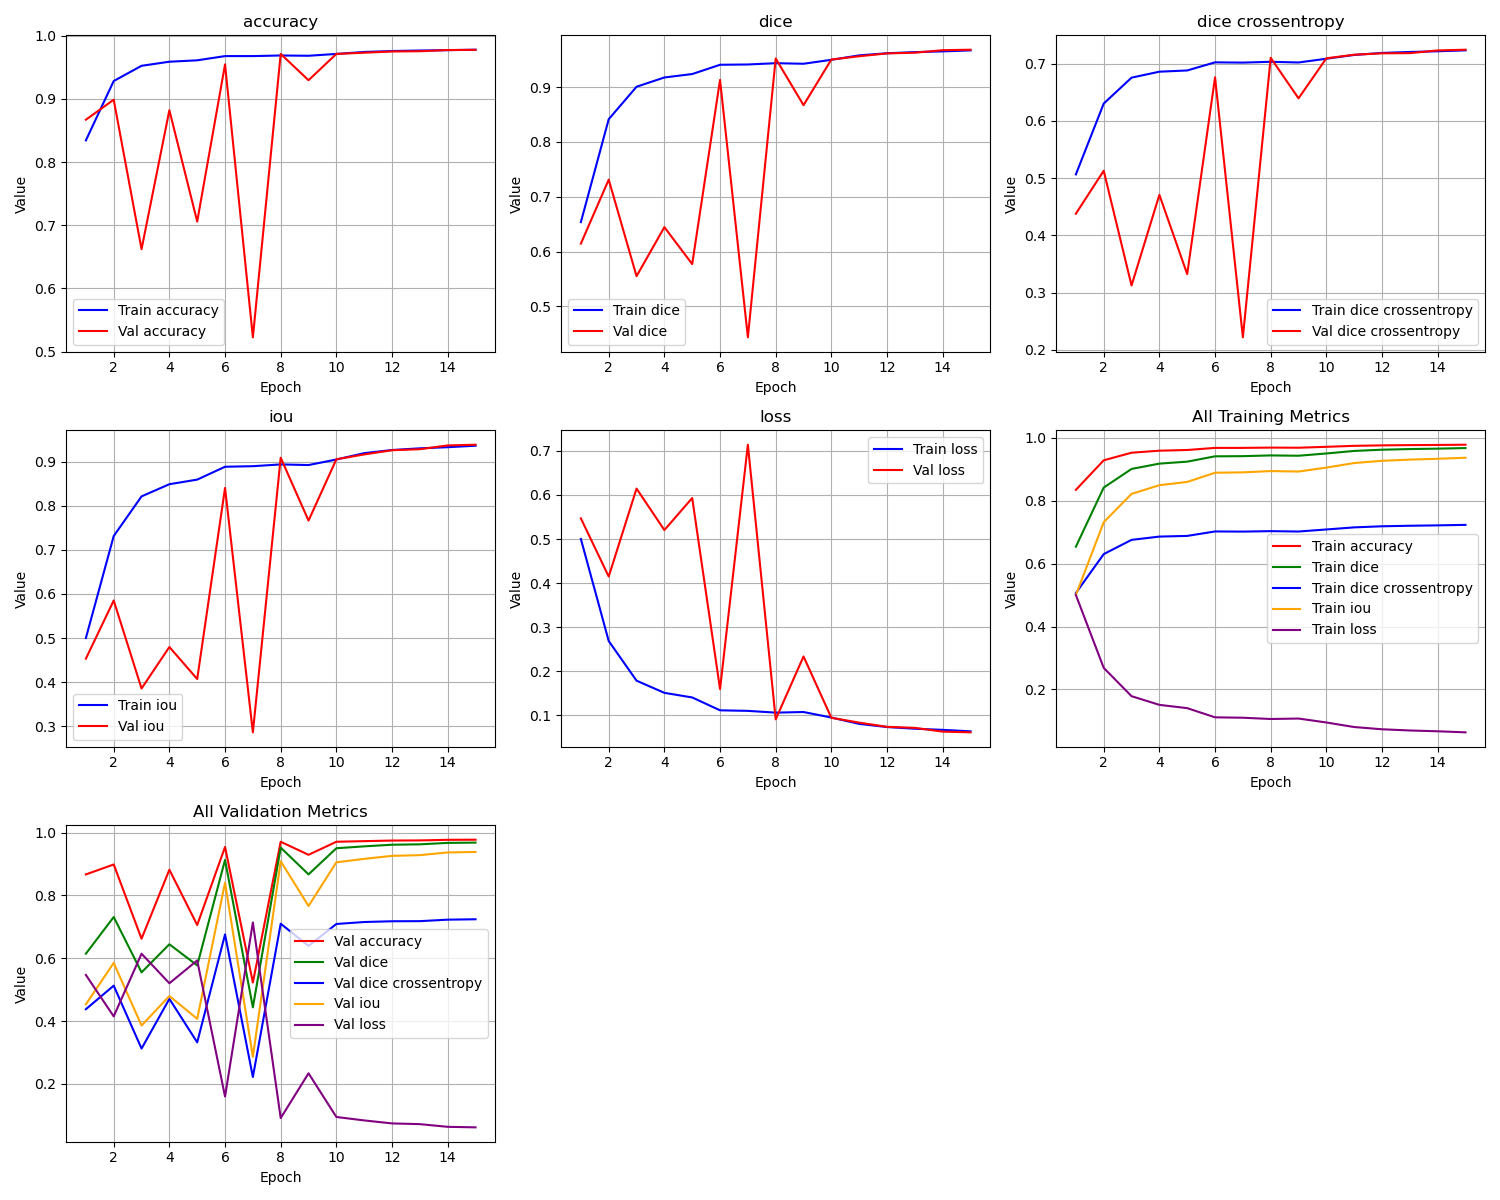 accuracy
1.0
0.9
0.8
0.7
0.6
0.5
Value
Train accuracy
Val accuracy
2 4 6 8 10 12 14
Epoch
dice
0.9
0.8
0.7
0.6
0.5
Value
Train dice
Val dice
2 4 6 8 10 12 14
Epoch
dice crossentropy
0.7
0.6
0.5
0.4
0.3
0.2
Value
Train dice crossentropy
Val dice crossentropy
2 4 6 8 10 12 14
Epoch
iou
0.9
0.8
0.7
0.6
0.5
0.4
0.3
Value
Train iou
Val iou
2 4 6 8 10 12 14
Epoch
loss
0.7
0.6
0.5
0.4
0.3
0.2
0.1
Value
Train loss
Val loss
2 4 6 8 10 12 14
Epoch
All Training Metrics
1.0
0.8
0.6
0.4
0.2
Value
Train accuracy
Train dice
Train dice crossentropy
Train iou
Train loss
2 4 6 8 10 12 14
Epoch
All Validation Metrics
1.0
0.8
0.6
0.4
0.2
Value
Val accuracy
Val dice
Val dice crossentropy
Val iou
Val loss
2 4 6 8 10 12 14
Epoch